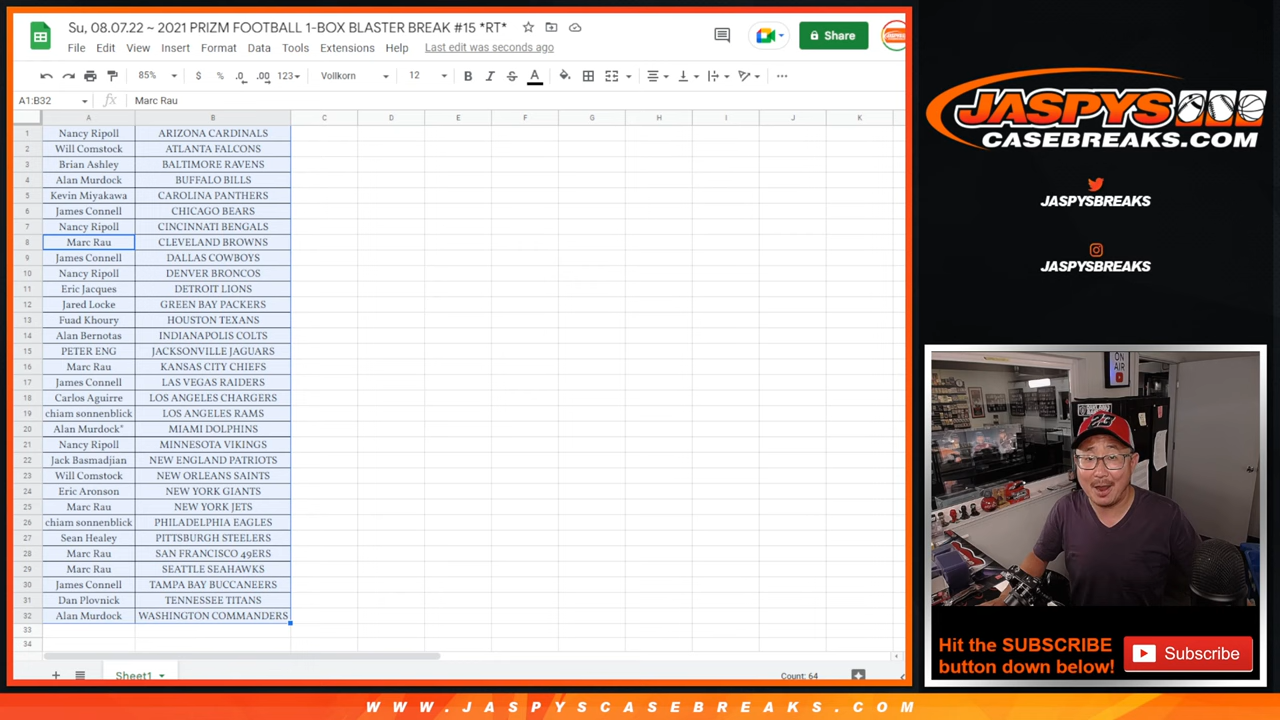 Su, 08.07.22 ~ 2021 PRIZM FOOTBALL 1-BOX BLASTER BREAK #15 *RT*
File Edit View Insert Format Data Tools Extensions Help Last edit was seconds ago
Share
85% $ % .0 .00 123 Vollkorn 12 B I S A
A1:B32 fx Marc Rau
A B C D E F G H I J K
1 Nancy Ripoll ARIZONA CARDINALS
2 Will Comstock ATLANTA FALCONS
3 Brian Ashley BALTIMORE RAVENS
4 Alan Murdock BUFFALO BILLS
5 Kevin Miyakawa CAROLINA PANTHERS
6 James Connell CHICAGO BEARS
7 Nancy Ripoll CINCINNATI BENGALS
8 Marc Rau CLEVELAND BROWNS
9 James Connell DALLAS COWBOYS
10 Nancy Ripoll DENVER BRONCOS
11 Eric Jacques DETROIT LIONS
12 Jared Locke GREEN BAY PACKERS
13 Fuad Khoury HOUSTON TEXANS
14 Alan Bernotas INDIANAPOLIS COLTS
15 PETER ENG JACKSONVILLE JAGUARS
16 Marc Rau KANSAS CITY CHIEFS
17 James Connell LAS VEGAS RAIDERS
18 Carlos Aguirre LOS ANGELES CHARGERS
19 chiam sonnenblick LOS ANGELES RAMS
20 Alan Murdock* MIAMI DOLPHINS
21 Nancy Ripoll MINNESOTA VIKINGS
22 Jack Basmadjian NEW ENGLAND PATRIOTS
23 Will Comstock NEW ORLEANS SAINTS
24 Eric Aronson NEW YORK GIANTS
25 Marc Rau NEW YORK JETS
26 chiam sonnenblick PHILADELPHIA EAGLES
27 Sean Healey PITTSBURGH STEELERS
28 Marc Rau SAN FRANCISCO 49ERS
29 Marc Rau SEATTLE SEAHAWKS
30 James Connell TAMPA BAY BUCCANEERS
31 Dan Plovnick TENNESSEE TITANS
32 Alan Murdock WASHINGTON COMMANDERS
33
34
Sheet1
Count: 64
JASPYS
CASEBREAKS.COM
JASPYSBREAKS
JASPYSBREAKS
ON
AIR
Hit the SUBSCRIBE
button down below!
Subscribe
WWW.JASPYSCASEBREAKS.COM